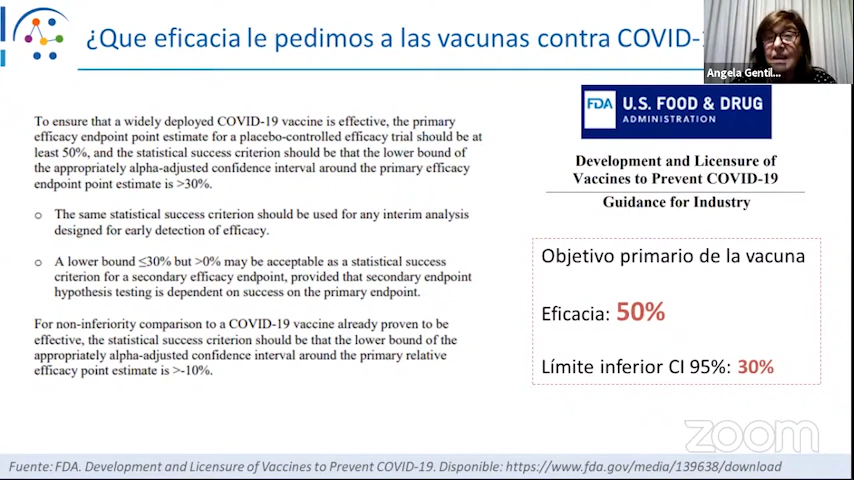 ¿Que eficacia le pedimos a las vacunas contra COVID-
Angela Gentil...
To ensure that a widely deployed COVID-19 vaccine is effective, the primary
efficacy endpoint point estimate for a placebo-controlled efficacy trial should be at
least 50%, and the statistical success criterion should be that the lower bound of
the appropriately alpha-adjusted confidence interval around the primary efficacy
endpoint point estimate is >30%.
o The same statistical success criterion should be used for any interim analysis
designed for early detection of efficacy.
o A lower bound ≤30% but >0% may be acceptable as a statistical success
criterion for a secondary efficacy endpoint, provided that secondary endpoint
hypothesis testing is dependent on success on the primary endpoint.
For non-inferiority comparison to a COVID-19 vaccine already proven to be
effective, the statistical success criterion should be that the lower bound of the
appropriately alpha-adjusted confidence interval around the primary relative
efficacy point estimate is >-10%.
FDA U.S. FOOD & DRUG
ADMINISTRATION
Development and Licensure of
Vaccines to Prevent COVID-19
Guidance for Industry
Objetivo primario de la vacuna
Eficacia: 50%
Límite inferior CI 95%: 30%
zoom
Fuente: FDA. Development and Licensure of Vaccines to Prevent COVID-19. Disponible: https://www.fda.gov/media/139638/download